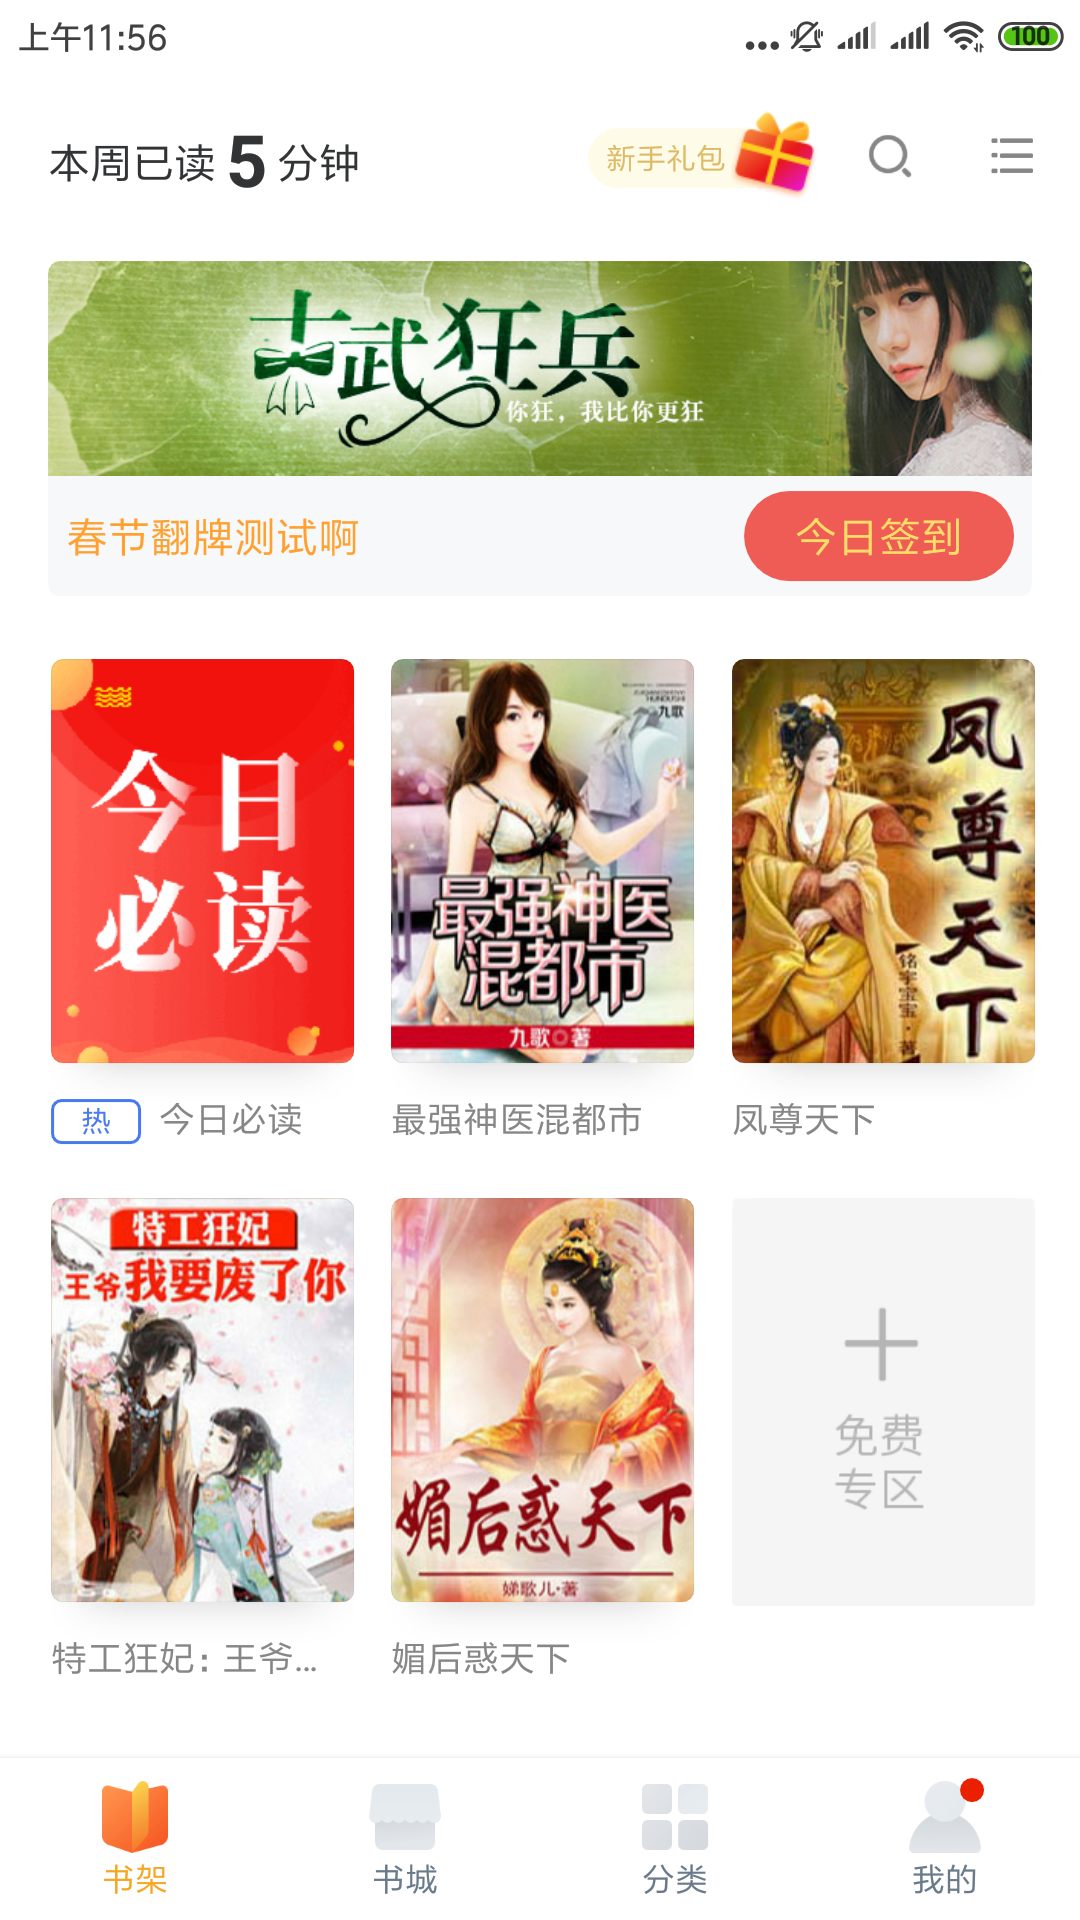 上午11:56
100
本周已读 5 分钟
新手礼包
古武狂兵
你狂，我比你更狂
春节翻牌测试啊
今日签到
今日
必读
九歌
最强神医
混都市
九歌◎著
凤尊天下
铭宇宝宝·著
热 今日必读
最强神医混都市
凤尊天下
特工狂妃
王爷我要废了你
媚后惑天下
娣歌儿·著
免费
专区
特工狂妃：王爷...
媚后惑天下
书架
书城
分类
我的